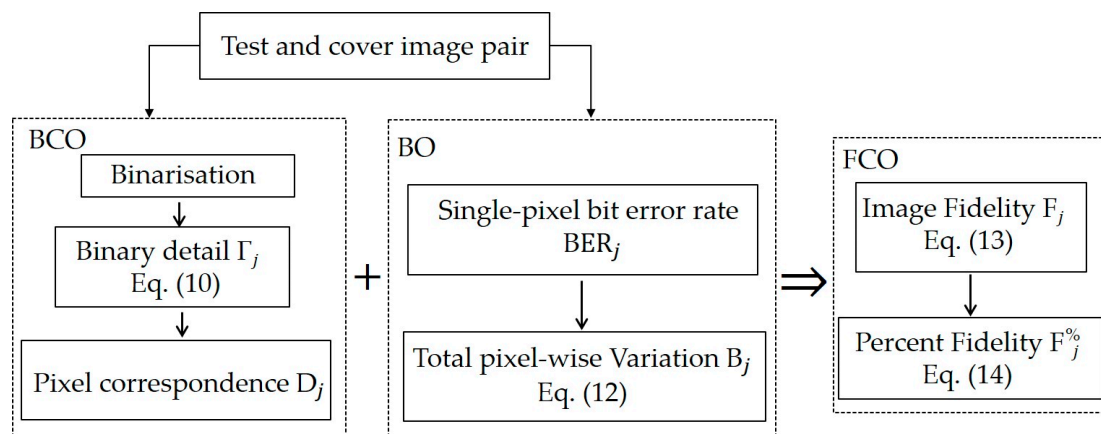 Test and cover image pair
BCO
Binarisation
Binary detail Γj
Eq. (10)
Pixel correspondence Dj
+
BO
Single-pixel bit error rate
BERj
Total pixel-wise Variation Bj
Eq. (12)
⇒
FCO
Image Fidelity Fj
Eq. (13)
Percent Fidelity F%j
Eq. (14)